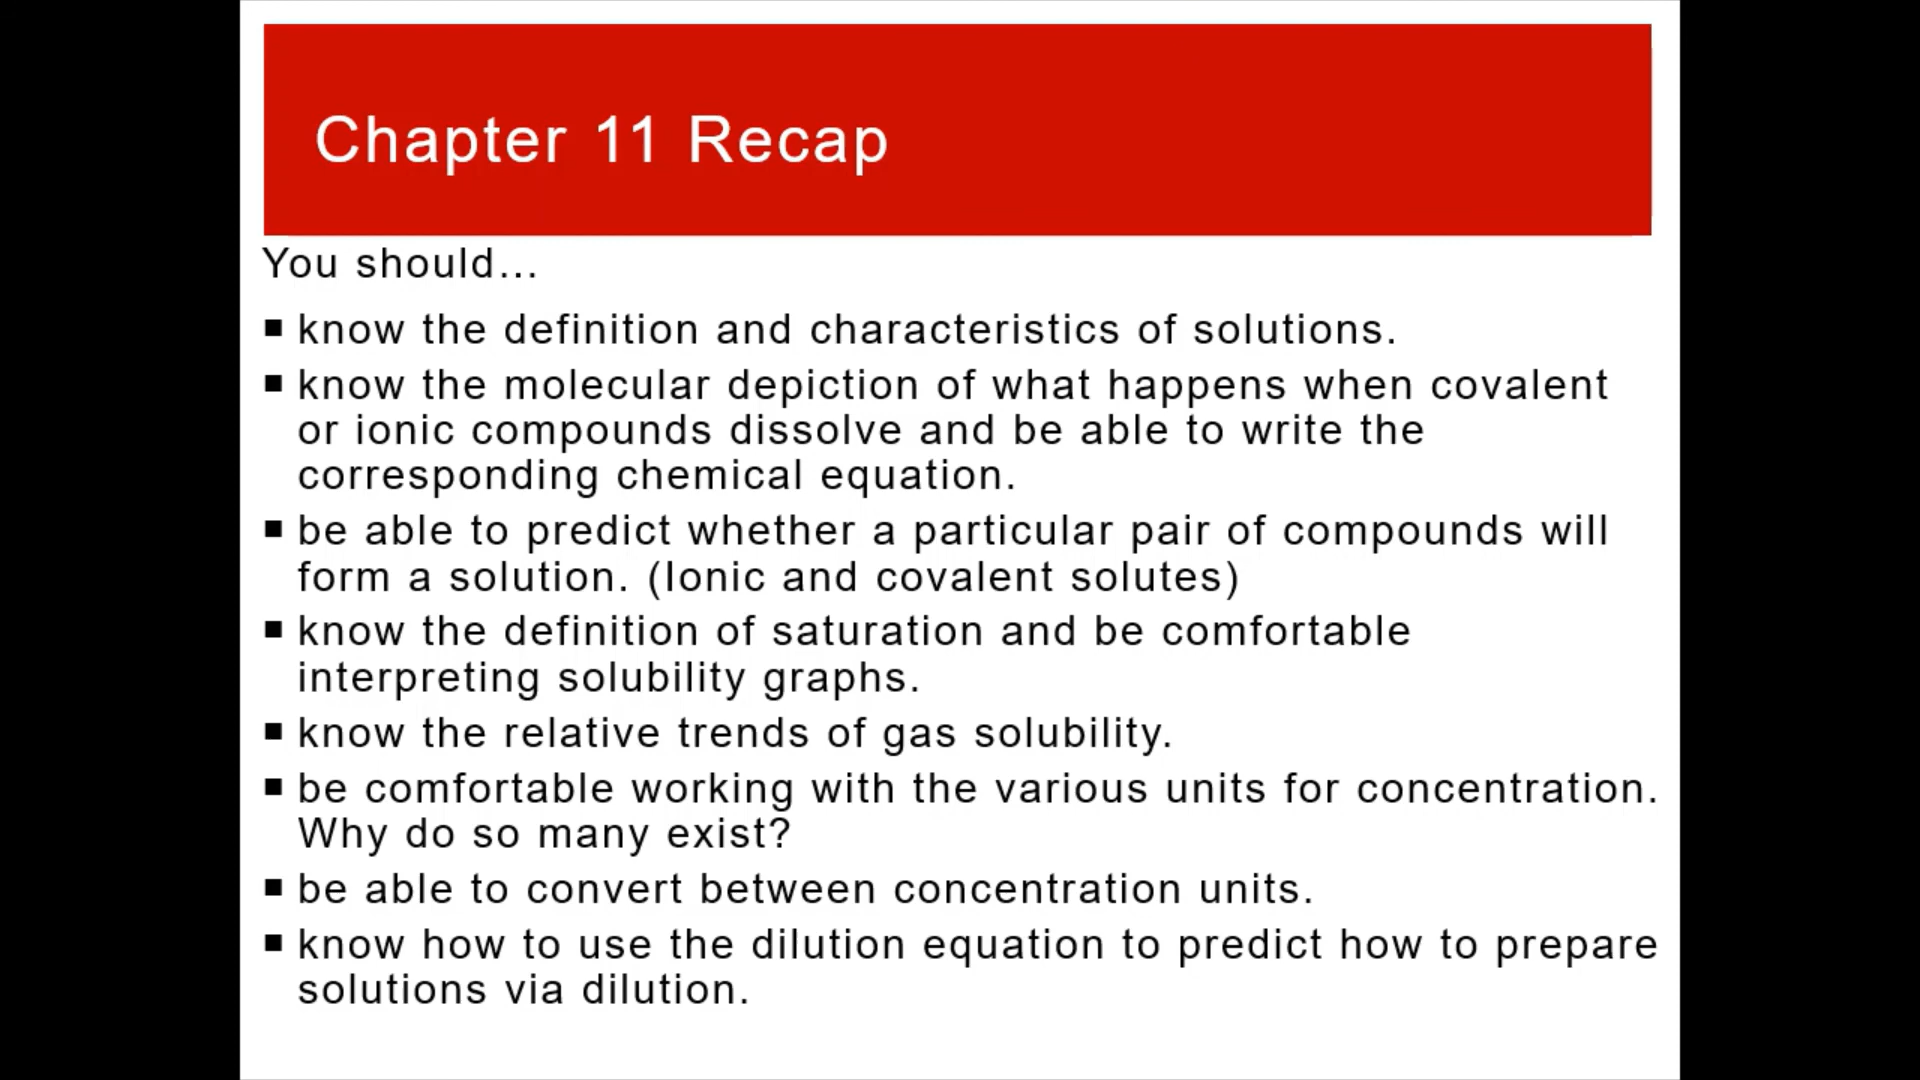 Chapter 11 Recap
You should...
▪ know the definition and characteristics of solutions.
▪ know the molecular depiction of what happens when covalent
or ionic compounds dissolve and be able to write the
corresponding chemical equation.
▪ be able to predict whether a particular pair of compounds will
form a solution. (Ionic and covalent solutes)
▪ know the definition of saturation and be comfortable
interpreting solubility graphs.
▪ know the relative trends of gas solubility.
▪ be comfortable working with the various units for concentration.
Why do so many exist?
▪ be able to convert between concentration units.
▪ know how to use the dilution equation to predict how to prepare
solutions via dilution.